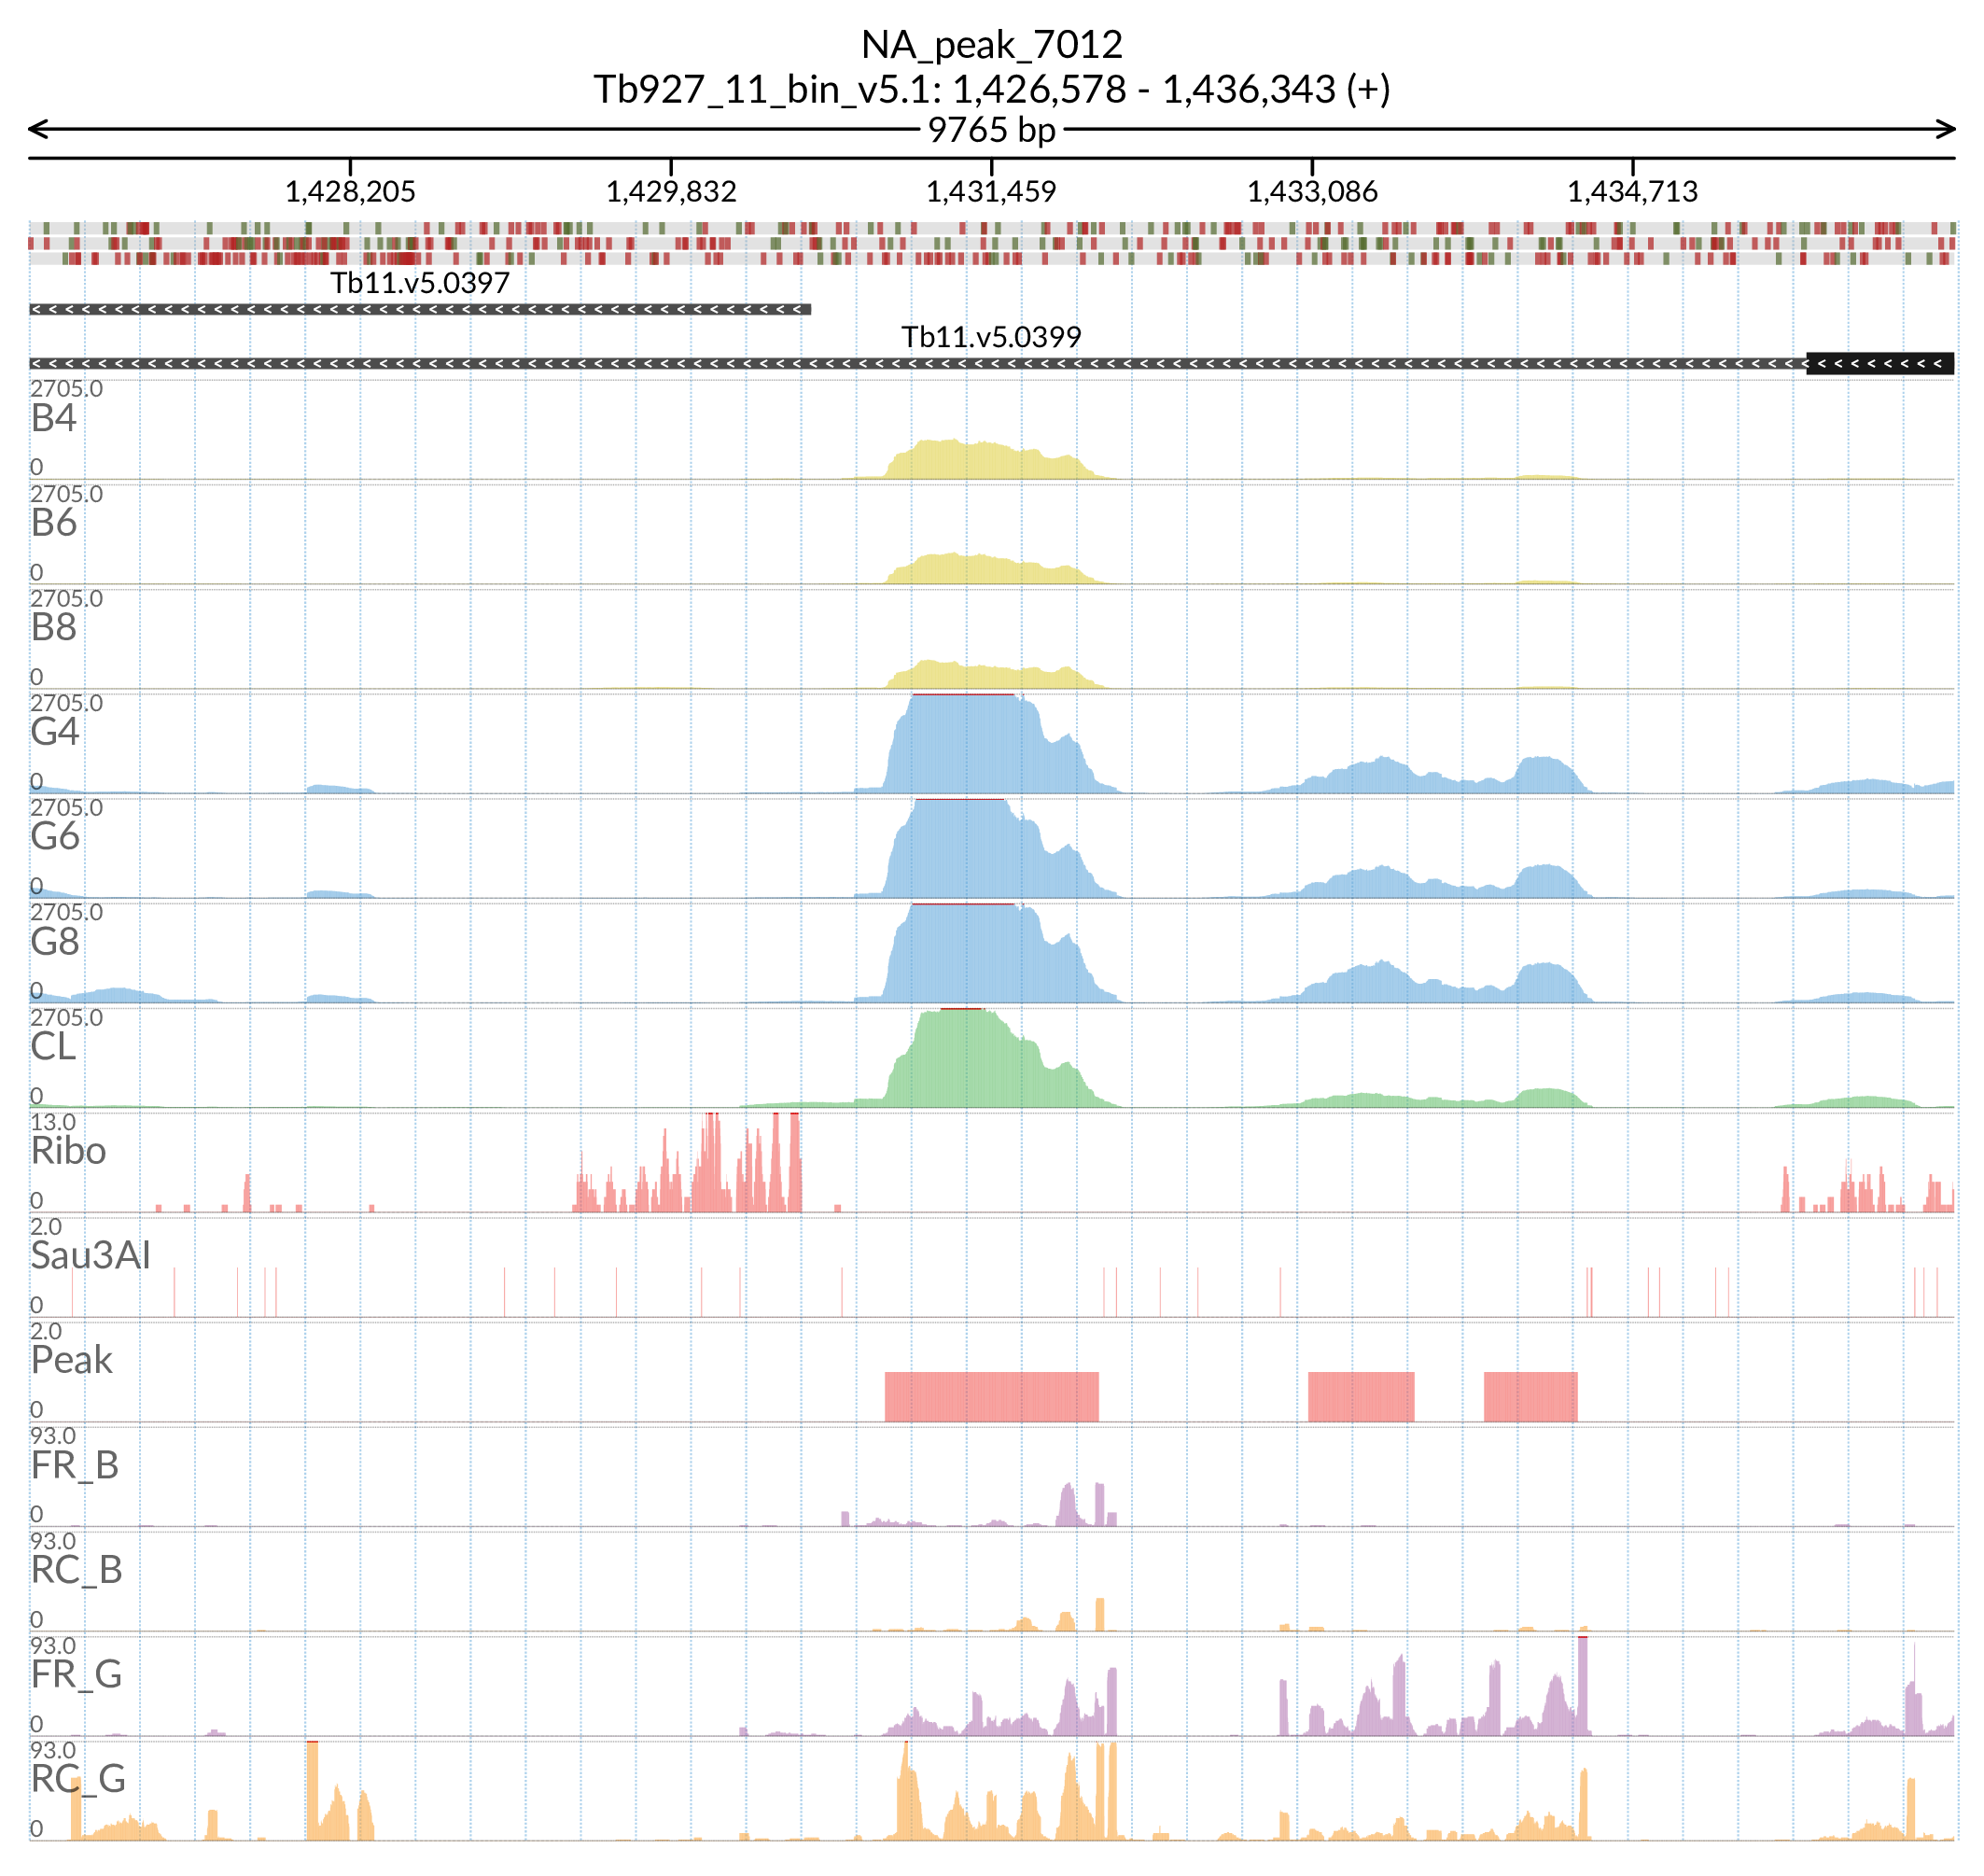 NA_peak_7012
Tb927_11_bin_v5.1: 1,426,578 - 1,436,343 (+)
9765 bp
1,428,205 1,429,832 1,431,459 1,433,086 1,434,713
Tb11.v5.0397
Tb11.v5.0399
2705.0
B4
0
2705.0
B6
0
2705.0
B8
0
2705.0
G4
0
2705.0
G6
0
2705.0
G8
0
2705.0
CL
0
13.0
Ribo
0
2.0
Sau3AI
0
2.0
Peak
0
93.0
FR_B
0
93.0
RC_B
0
93.0
FR_G
0
93.0
RC_G
0